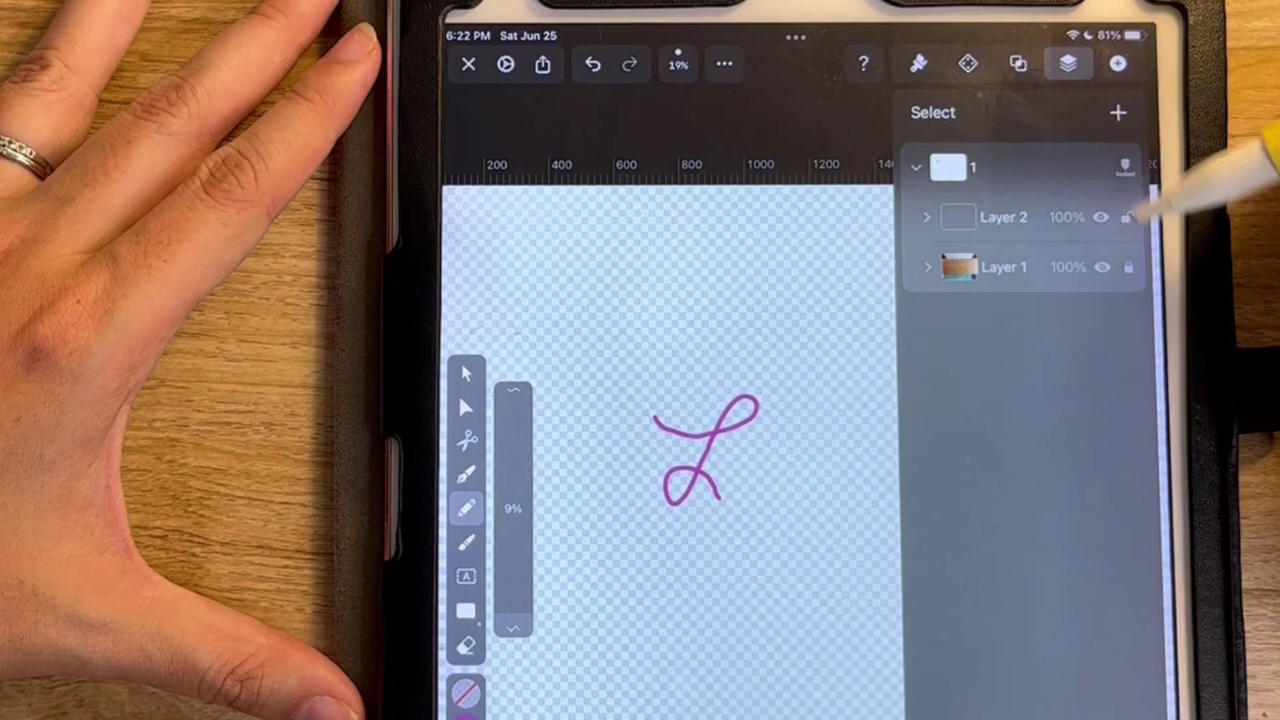 6:22 PM Sat Jun 25 81%
19% ?
Select
200 400 600 800 1000 1200
1
Layer 2 100%
Layer 1 100%
L
9%
A